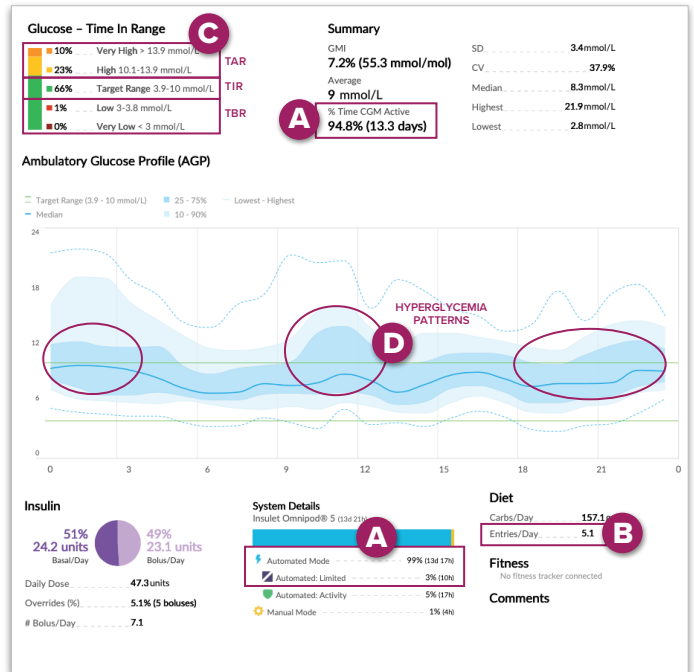 Glucose – Time In Range
C
10% Very High > 13.9 mmol/L
TAR
23% High 10.1-13.9 mmol/L
66% Target Range 3.9-10 mmol/L
TIR
1% Low 3-3.8 mmol/L
TBR
0% Very Low < 3 mmol/L
Summary
GMI
7.2% (55.3 mmol/mol)
Average
9 mmol/L
% Time CGM Active
A
94.8% (13.3 days)
SD 3.4mmol/L
CV 37.9%
Median 8.3mmol/L
Highest 21.9mmol/L
Lowest 2.8mmol/L
Ambulatory Glucose Profile (AGP)
Target Range (3.9 - 10 mmol/L) 25 - 75% Lowest - Highest
Median 10 - 90%
24
18
12
6
0
HYPERGLYCEMIA
PATTERNS
D
0 3 6 9 12 15 18 21 0
Insulin
51% 49%
24.2 units 23.1 units
Basal/Day Bolus/Day
Daily Dose 47.3units
Overrides (%) 5.1% (5 boluses)
# Bolus/Day 7.1
System Details
Insulet Omnipod® 5 (13d 21h)
A
Automated Mode 99% (13d 17h)
Automated: Limited 3% (10h)
Automated: Activity 5% (17h)
Manual Mode 1% (4h)
Diet
Carbs/Day 157.1
Entries/Day 5.1
B
Fitness
No fitness tracker connected
Comments